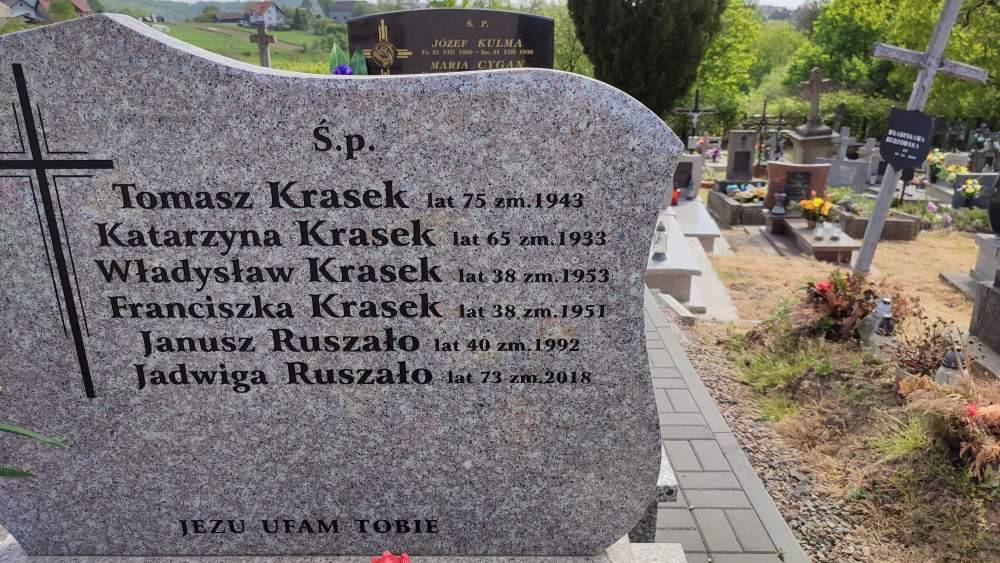 Ś. P.
JÓZEF KULMA
MARIA CYGAN
WŁADYSŁAWA
Ś.p.
Tomasz Krasek lat 75 zm.1943
Katarzyna Krasek lat 65 zm.1933
Władysław Krasek lat 38 zm.1953
Franciszka Krasek lat 38 zm.1951
Janusz Ruszało lat 40 zm.1992
Jadwiga Ruszało lat 73 zm.2018
JEZU UFAM TOBIE